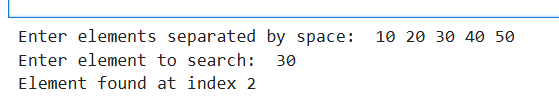 Enter elements separated by space:  10 20 30 40 50
Enter element to search:  30
Element found at index 2